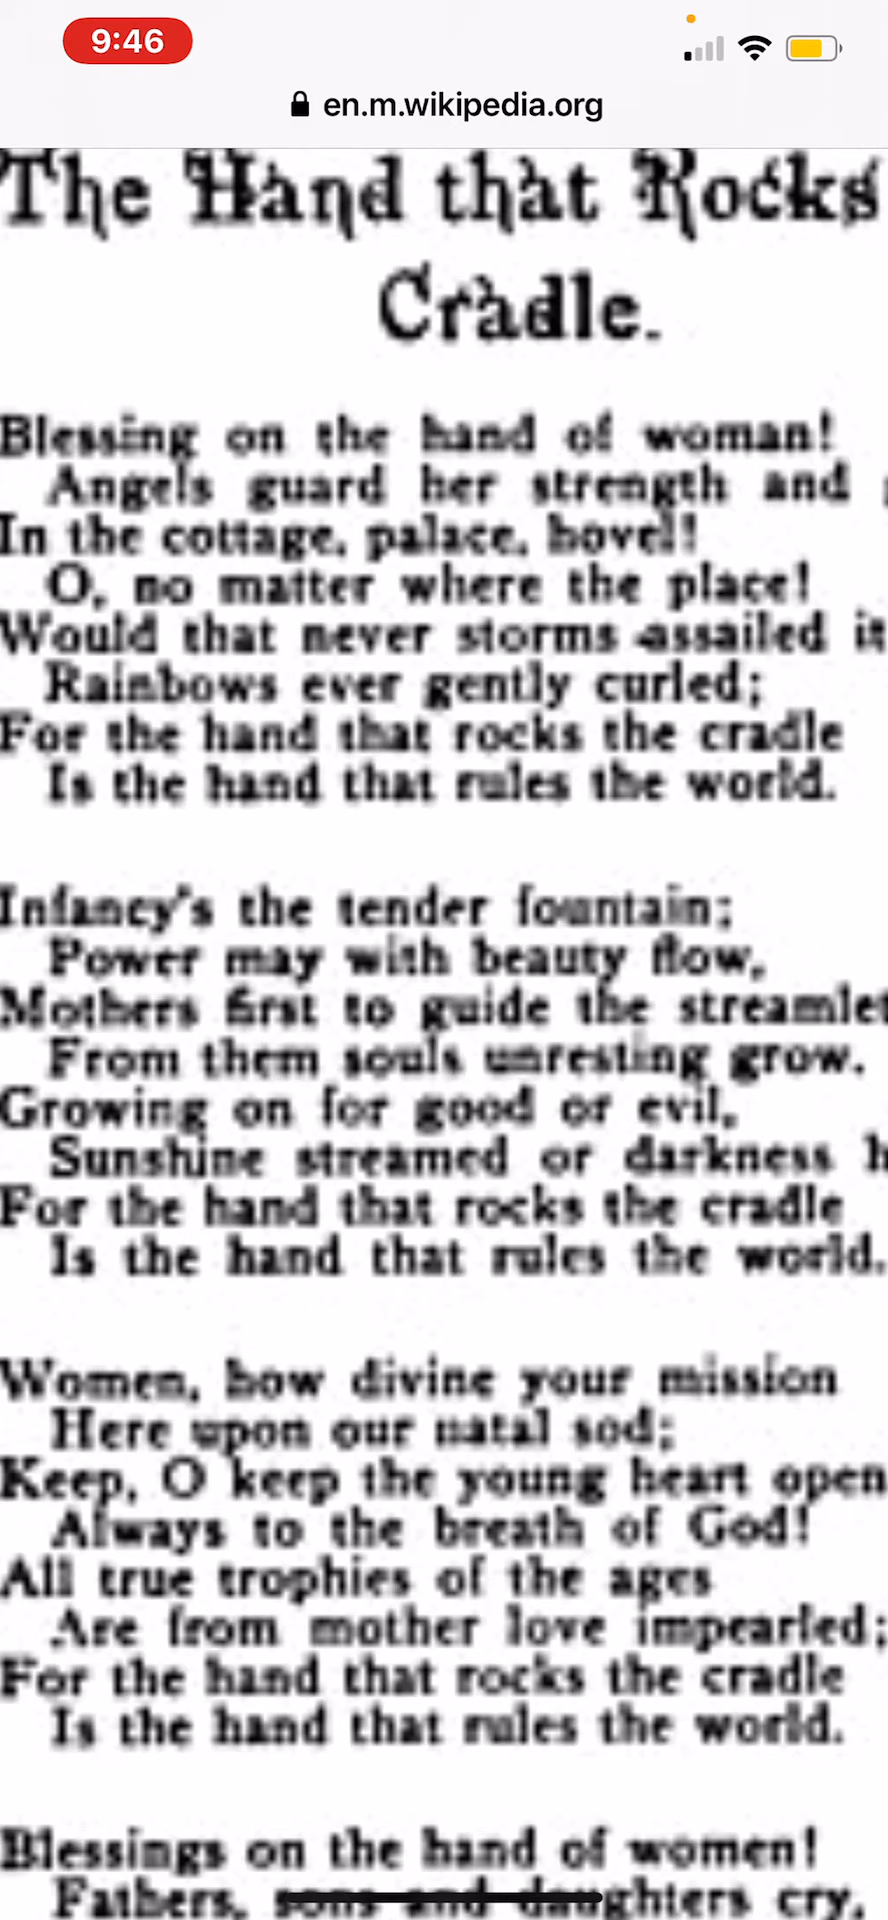 9:46
en.m.wikipedia.org
The Hand that Rocks
Cradle.
Blessing on the hand of woman!
Angels guard her strength and
In the cottage, palace, hovel!
O, no matter where the place!
Would that never storms assailed it
Rainbows ever gently curled;
For the hand that rocks the cradle
Is the hand that rules the world.
Infancy's the tender fountain;
Power may with beauty flow,
Mothers first to guide the streamlet
From them souls unresting grow.
Growing on for good or evil,
Sunshine streamed or darkness h
For the hand that rocks the cradle
Is the hand that rules the world.
Women, how divine your mission
Here upon our natal sod;
Keep, O keep the young heart open
Always to the breath of God!
All true trophies of the ages
Are from mother love impearled;
For the hand that rocks the cradle
Is the hand that rules the world.
Blessings on the hand of women!
Fathers, sons and daughters cry,